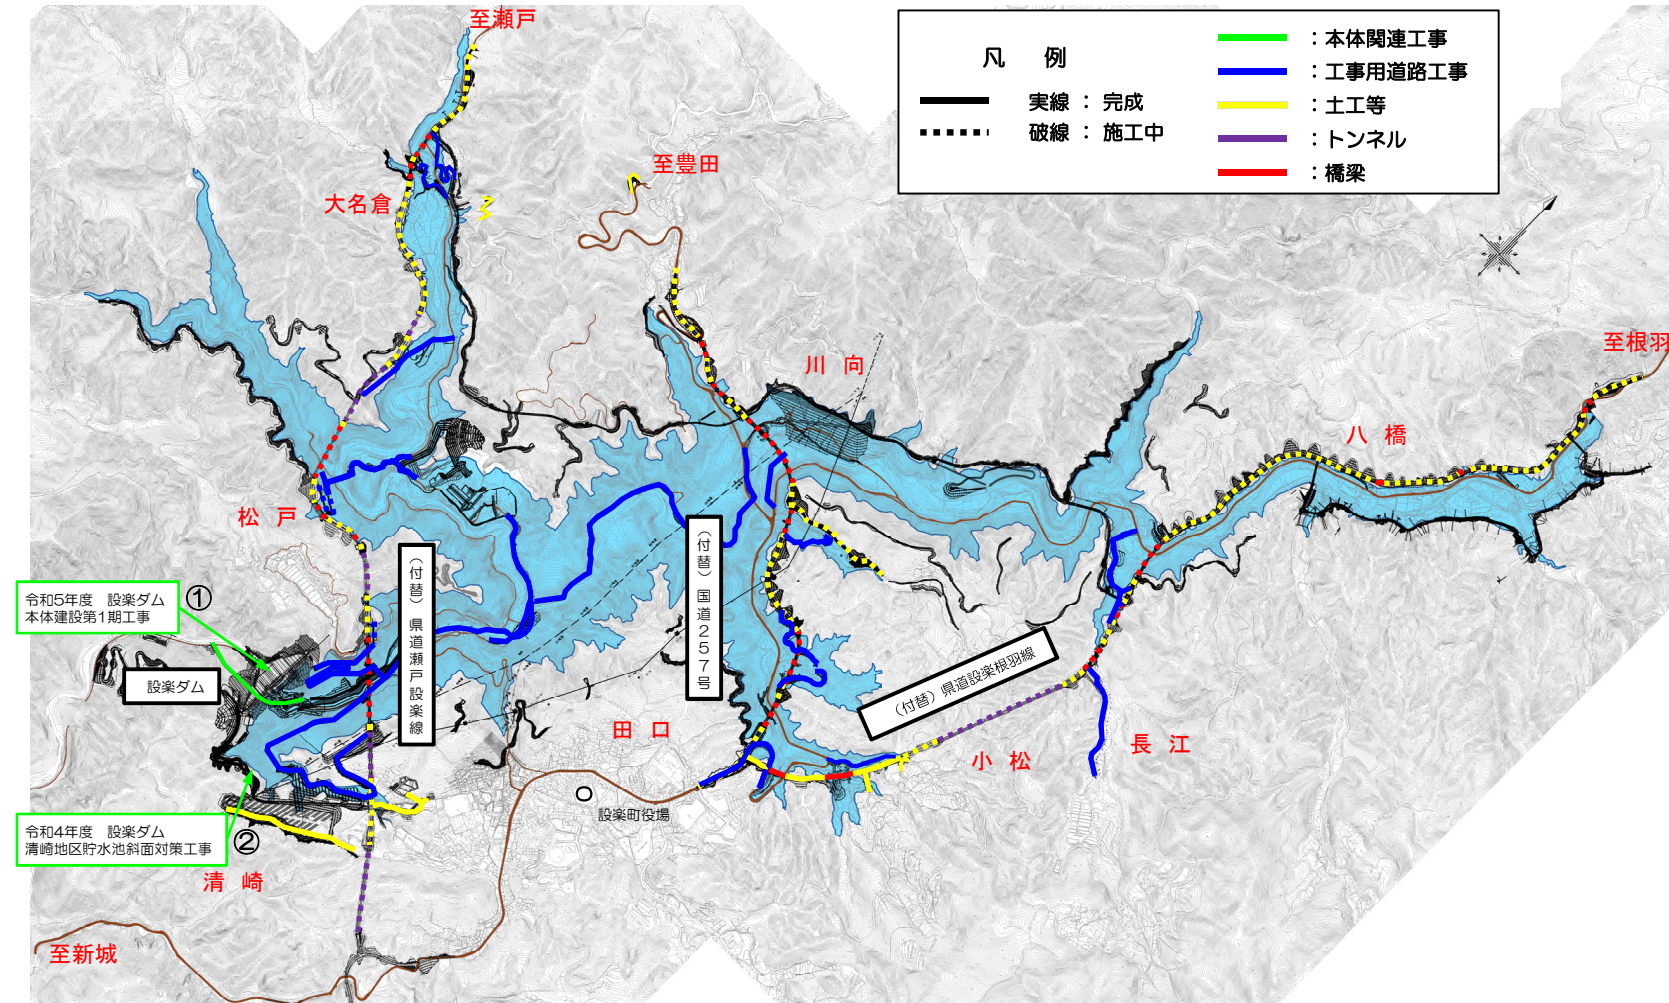 至瀬戸
凡　例
実線 ： 完成
破線 ： 施工中
：本体関連工事
：工事用道路工事
：土工等
：トンネル
：橋梁
至豊田
大名倉
川 向
至根羽
八 橋
松 戸
（付替）県道瀬戸設楽線
（付替）国道257号
令和5年度　設楽ダム
本体建設第1期工事
①
設楽ダム
（付替）県道設楽根羽線
田 口
小 松
長 江
設楽町役場
令和4年度　設楽ダム
清崎地区貯水池斜面対策工事
②
清 崎
至新城